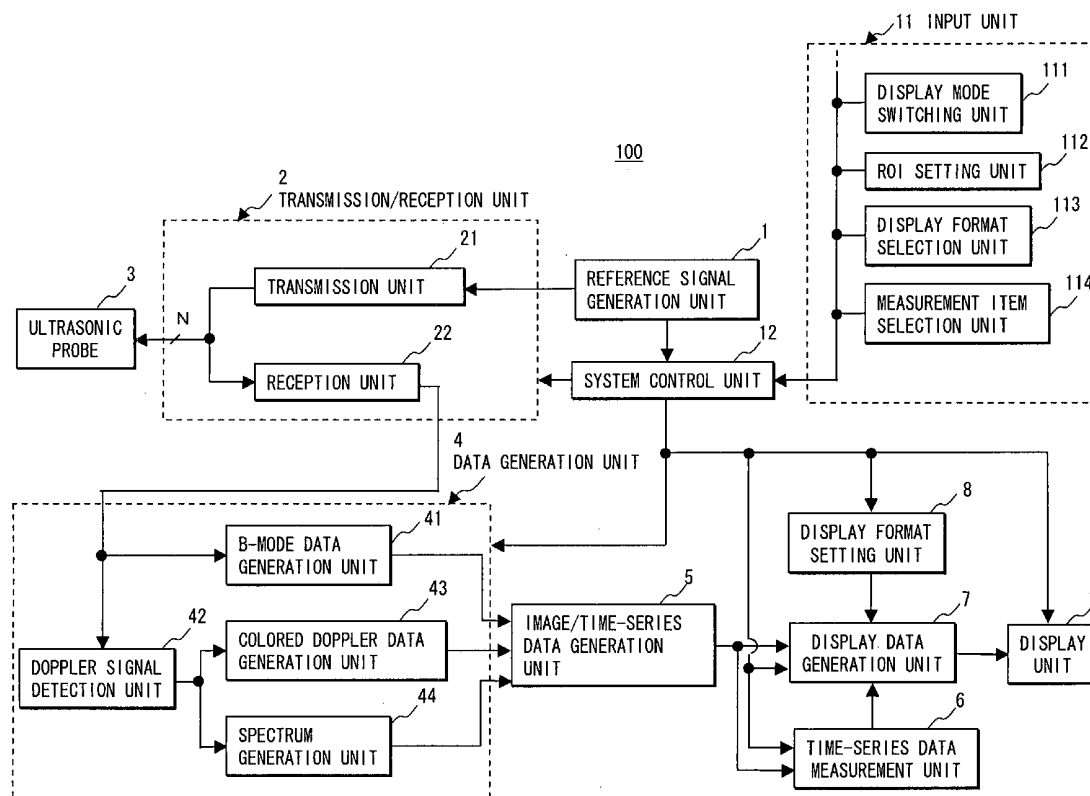 11 INPUT UNIT
111
DISPLAY MODE
SWITCHING UNIT
112
ROI SETTING UNIT
113
DISPLAY FORMAT
SELECTION UNIT
114
MEASUREMENT ITEM
SELECTION UNIT
100
2
TRANSMISSION/RECEPTION UNIT
21
TRANSMISSION UNIT
1
REFERENCE SIGNAL
GENERATION UNIT
3
ULTRASONIC
PROBE
N
22
RECEPTION UNIT
12
SYSTEM CONTROL UNIT
4
DATA GENERATION UNIT
41
B-MODE DATA
GENERATION UNIT
42
DOPPLER SIGNAL
DETECTION UNIT
43
COLORED DOPPLER DATA
GENERATION UNIT
44
SPECTRUM
GENERATION UNIT
5
IMAGE/TIME-SERIES
DATA GENERATION
UNIT
8
DISPLAY FORMAT
SETTING UNIT
7
DISPLAY DATA
GENERATION UNIT
DISPLAY
UNIT
6
TIME-SERIES DATA
MEASUREMENT UNIT